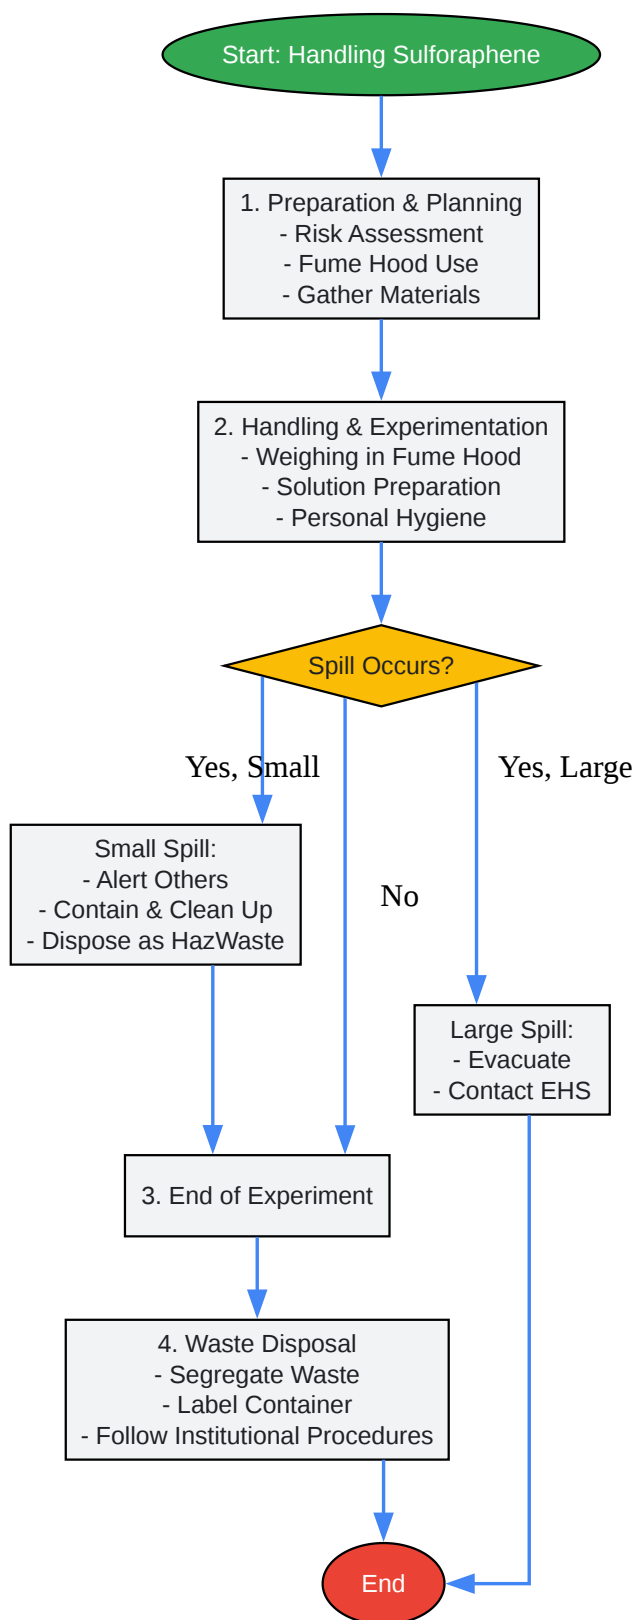 Start: Handling Sulforaphene
1. Preparation & Planning
- Risk Assessment
- Fume Hood Use
- Gather Materials
2. Handling & Experimentation
- Weighing in Fume Hood
- Solution Preparation
- Personal Hygiene
Spill Occurs?
Yes, Small
Yes, Large
Small Spill:
- Alert Others
- Contain & Clean Up
- Dispose as HazWaste
No
Large Spill:
- Evacuate
- Contact EHS
3. End of Experiment
4. Waste Disposal
- Segregate Waste
- Label Container
- Follow Institutional Procedures
End